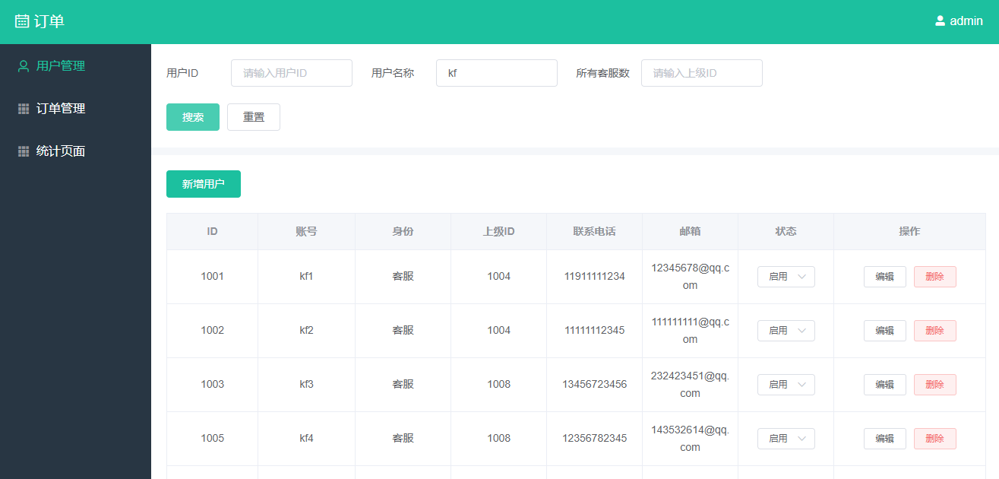 订单
admin
用户管理
订单管理
统计页面
用户ID 请输入用户ID 用户名称 kf 所有客服数 请输入上级ID
搜索 重置
新增用户
ID 账号 身份 上级ID 联系电话 邮箱 状态 操作
1001 kf1 客服 1004 11911111234 12345678@qq.c
om 启用 编辑 删除
1002 kf2 客服 1004 11111112345 111111111@qq.c
om 启用 编辑 删除
1003 kf3 客服 1008 13456723456 232423451@qq.
com 启用 编辑 删除
1005 kf4 客服 1008 12356782345 143532614@qq.
com 启用 编辑 删除